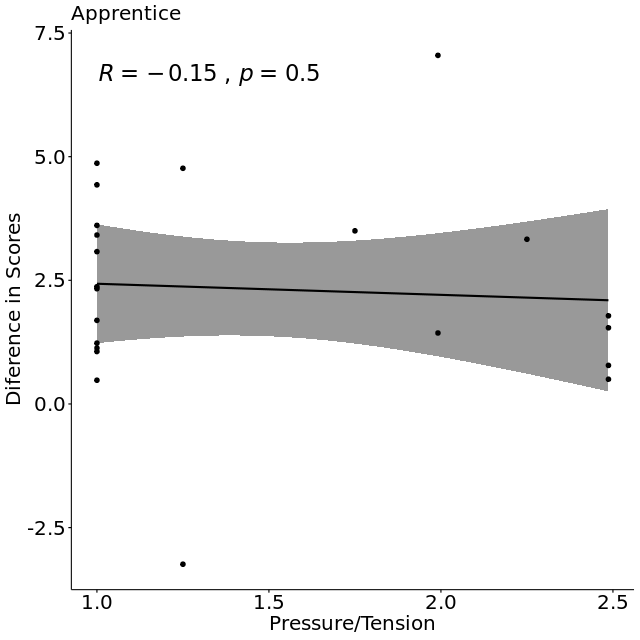 Apprentice
R = −0.15 , p = 0.5
7.5
5.0
2.5
0.0
-2.5
Diference in Scores
1.0 1.5 2.0 2.5
Pressure/Tension